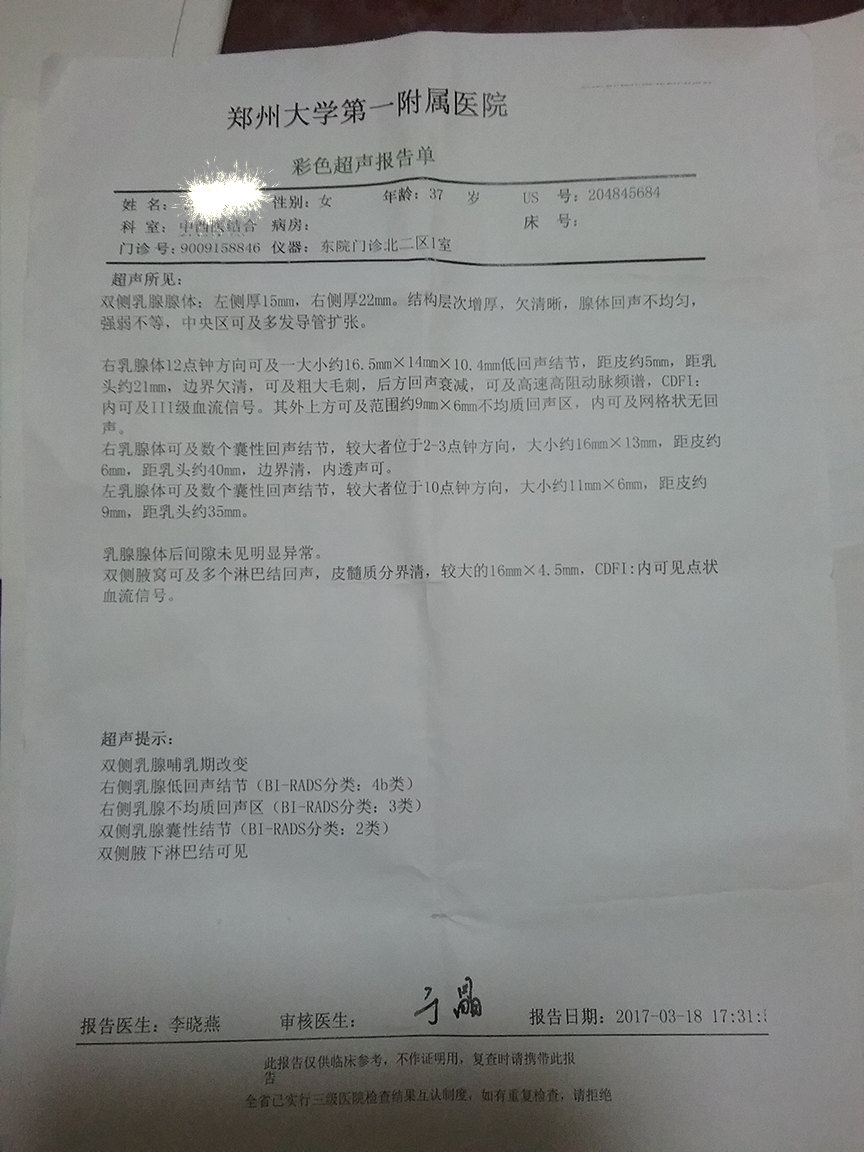 郑州大学第一附属医院
彩色超声报告单
姓 名: 性别: 女 年龄: 37 岁 US 号: 204845684
科 室: 中西医结合 病房: 床 号:
门诊 号: 9009158846 仪器: 东院门诊北二区1室
超声所见:
双侧乳腺腺体: 左侧厚15mm, 右侧厚22mm。结构层次增厚, 欠清晰, 腺体回声不均匀,
强弱不等, 中央区可及多发导管扩张。
右乳腺体12点钟方向可及一大小约16.5mm×14mm×10.4mm低回声结节, 距皮约5mm, 距乳
头约21mm, 边界欠清, 可及粗大毛刺, 后方回声衰减, 可及高速高阻动脉频谱, CDF1:
内可及III级血流信号。其外上方可及范围约9mm×6mm不均质回声区, 内可及网格状无回
声。
右乳腺体可及数个囊性回声结节, 较大者位于2-3点钟方向, 大小约16mm×13mm, 距皮约
6mm, 距乳头约40mm, 边界清, 内透声可。
左乳腺体可及数个囊性回声结节, 较大者位于10点钟方向, 大小约11mm×6mm, 距皮约
9mm, 距乳头约35mm。
乳腺腺体后间隙未见明显异常。
双侧腋窝可及多个淋巴结回声, 皮髓质分界清, 较大的16mm×4.5mm, CDFI:内可见点状
血流信号。
超声提示:
双侧乳腺哺乳期改变
右侧乳腺低回声结节 (BI-RADS分类: 4b类)
右侧乳腺不均质回声区 (BI-RADS分类: 3类)
双侧乳腺囊性结节 (BI-RADS分类: 2类)
双侧腋下淋巴结可见
报告医生: 李晓燕 审核医生: 报告日期: 2017-03-18 17:31:
此报告仅供临床参考, 不作证明用, 复查时请携带此报
告
全省已实行三级医院检查结果互认制度, 如有重复检查, 请拒绝